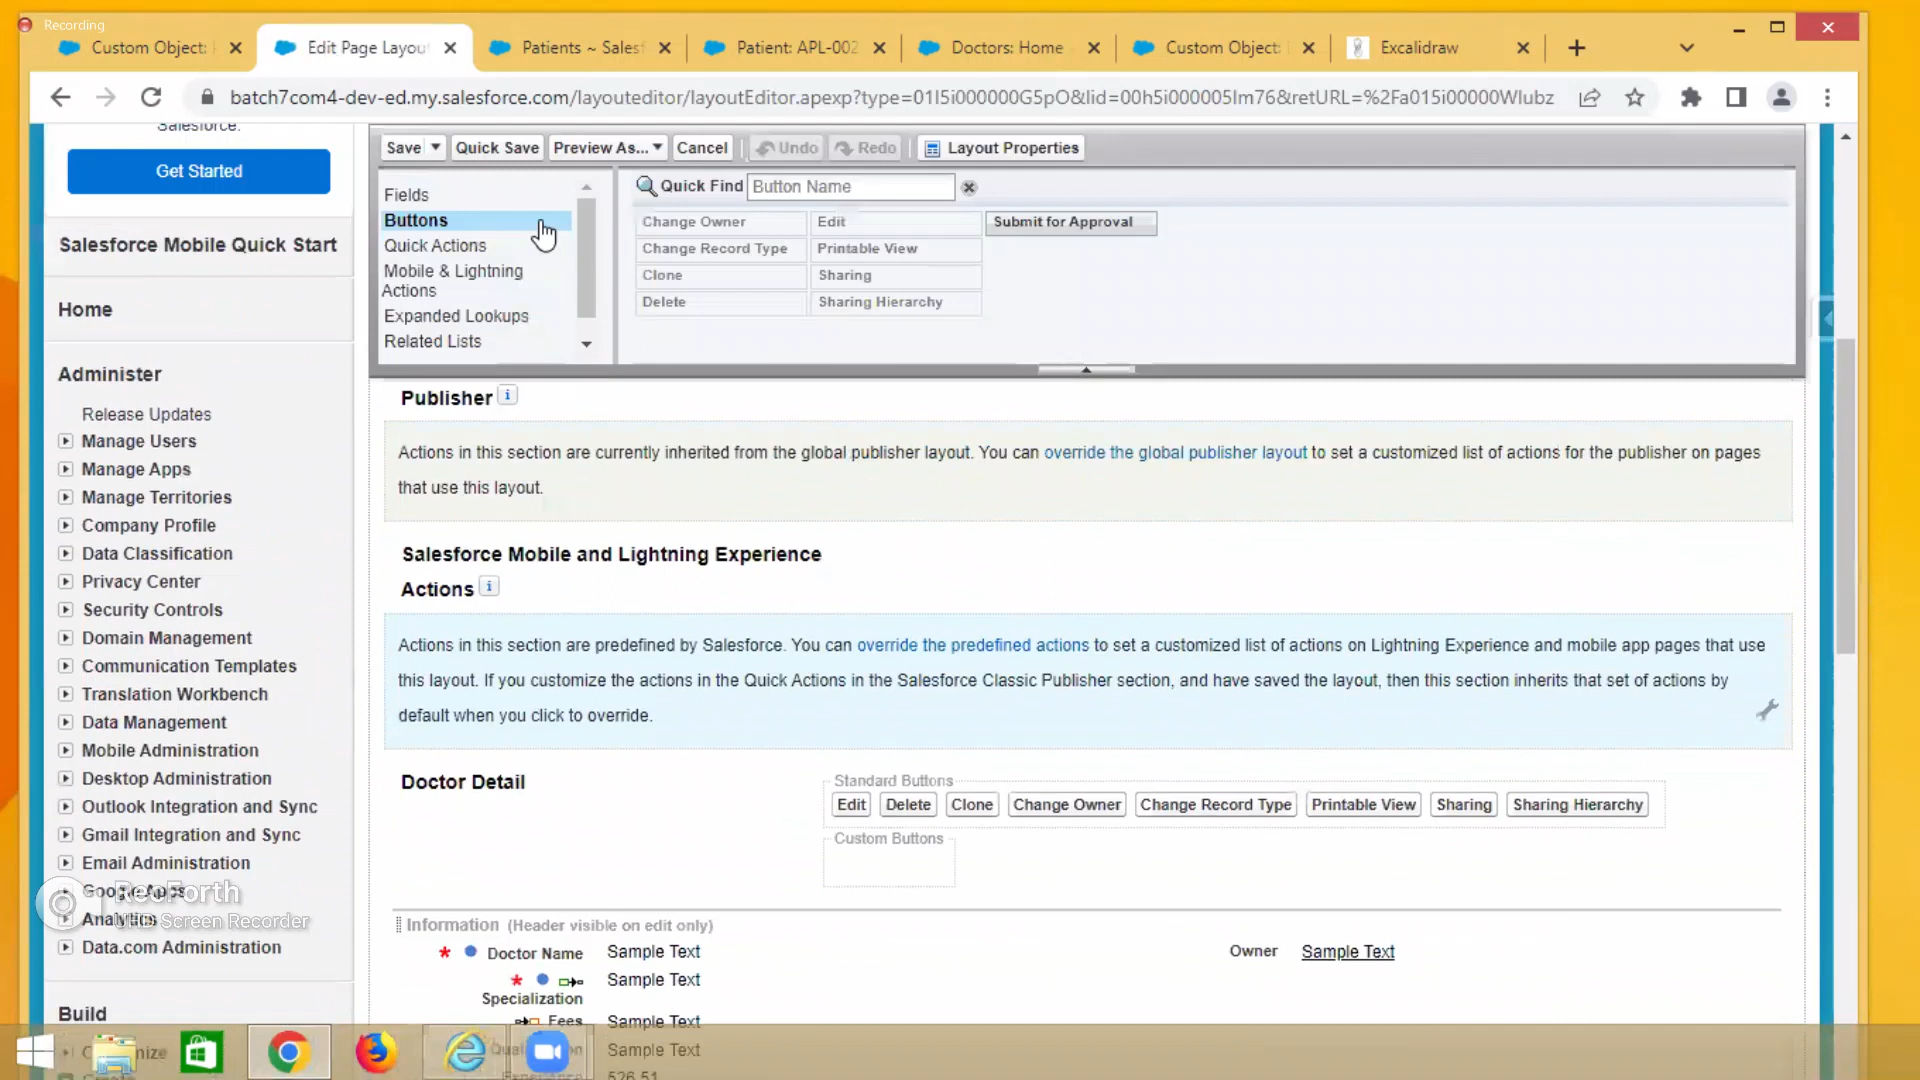 Recording
Custom Object:
Edit Page Layou
Patients ~ Sales
Patient: APL-002
Doctors: Home
Custom Object:
Excalidraw
batch7com4-dev-ed.my.salesforce.com/layouteditor/layoutEditor.apexp?type=01I5i000000G5pO&lid=00h5i000005Im76&retURL=%2Fa015i00000Wlubz
Salesforce.
Get Started
Salesforce Mobile Quick Start
Home
Administer
Release Updates
Manage Users
Manage Apps
Manage Territories
Company Profile
Data Classification
Privacy Center
Security Controls
Domain Management
Communication Templates
Translation Workbench
Data Management
Mobile Administration
Desktop Administration
Outlook Integration and Sync
Gmail Integration and Sync
Email Administration
Google Apps
Analytics
Data.com Administration
Build
Save
Quick Save
Preview As...
Cancel
Undo
Redo
Layout Properties
Fields
Buttons
Quick Actions
Mobile & Lightning
Actions
Expanded Lookups
Related Lists
Quick Find
Button Name
Change Owner
Edit
Submit for Approval
Change Record Type
Printable View
Clone
Sharing
Delete
Sharing Hierarchy
Publisher
Actions in this section are currently inherited from the global publisher layout. You can override the global publisher layout to set a customized list of actions for the publisher on pages
that use this layout.
Salesforce Mobile and Lightning Experience
Actions
Actions in this section are predefined by Salesforce. You can override the predefined actions to set a customized list of actions on Lightning Experience and mobile app pages that use
this layout. If you customize the actions in the Quick Actions in the Salesforce Classic Publisher section, and have saved the layout, then this section inherits that set of actions by
default when you click to override.
Doctor Detail
Standard Buttons
Edit
Delete
Clone
Change Owner
Change Record Type
Printable View
Sharing
Sharing Hierarchy
Custom Buttons
Information (Header visible on edit only)
* Doctor Name Sample Text
Owner Sample Text
* Specialization Sample Text
Fees Sample Text
Sample Text
526.51
Screen Recorder